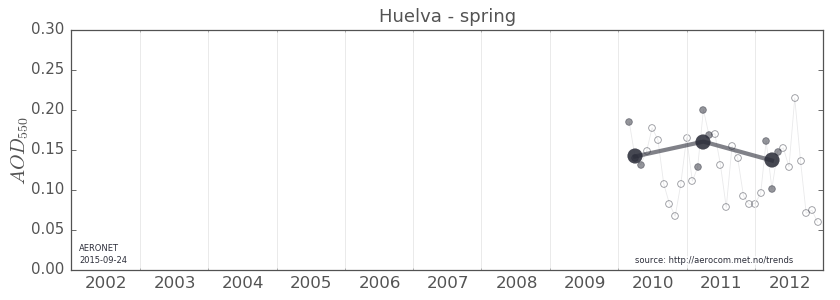 Huelva - spring
0.30
0.25
0.20
0.15
0.10
0.05
0.00
AOD550
AERONET
2015-09-24
source: http://aerocom.met.no/trends
2002 2003 2004 2005 2006 2007 2008 2009 2010 2011 2012